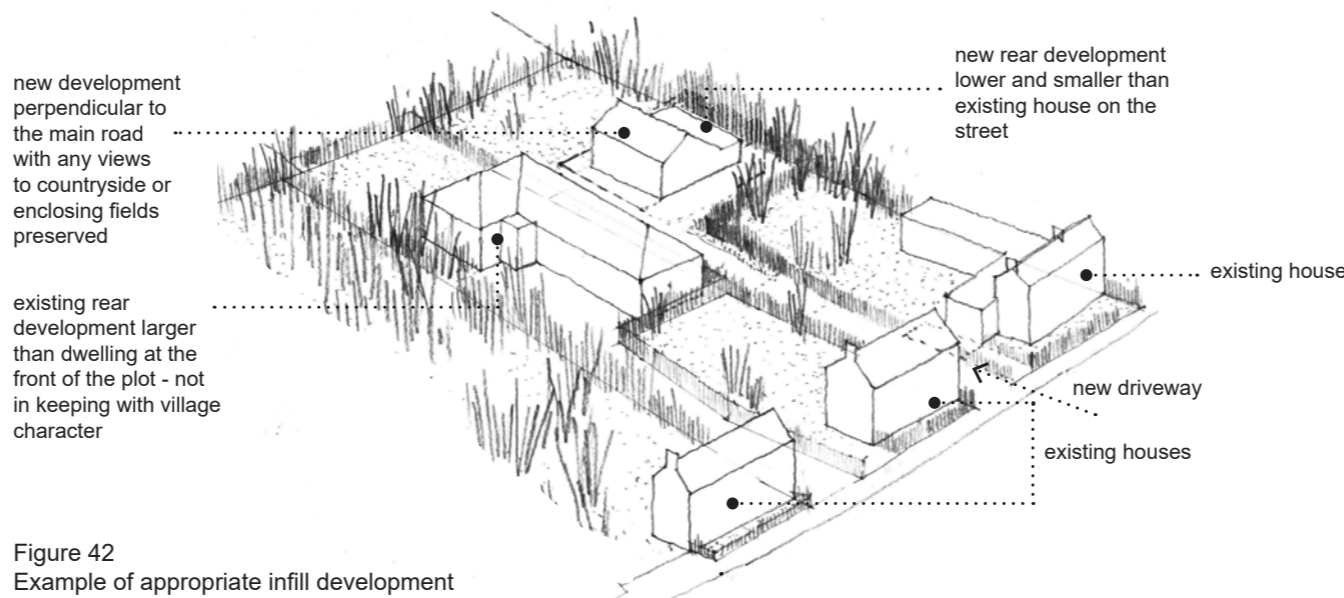 new development
perpendicular to
the main road
with any views
to countryside or
enclosing fields
preserved
existing rear
development larger
than dwelling at the
front of the plot - not
in keeping with village
character
new rear development
lower and smaller than
existing house on the
street
existing house
new driveway
existing houses
Figure 42
Example of appropriate infill development